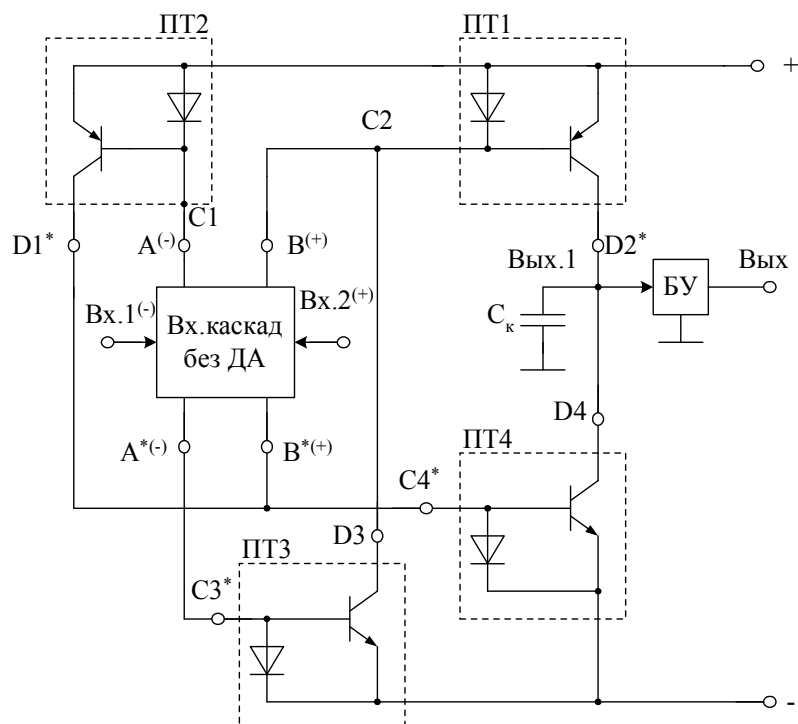 ПТ2
ПТ1
+
C2
C1
D1*
A(-)
B(+)
D2*
Вых.1
Вых
БУ
Вх.1(-)
Вх.2(+)
Вх.каскад
без ДА
Cк
D4
A*(-)
B*(+)
ПТ4
C4*
D3
ПТ3
C3*
-